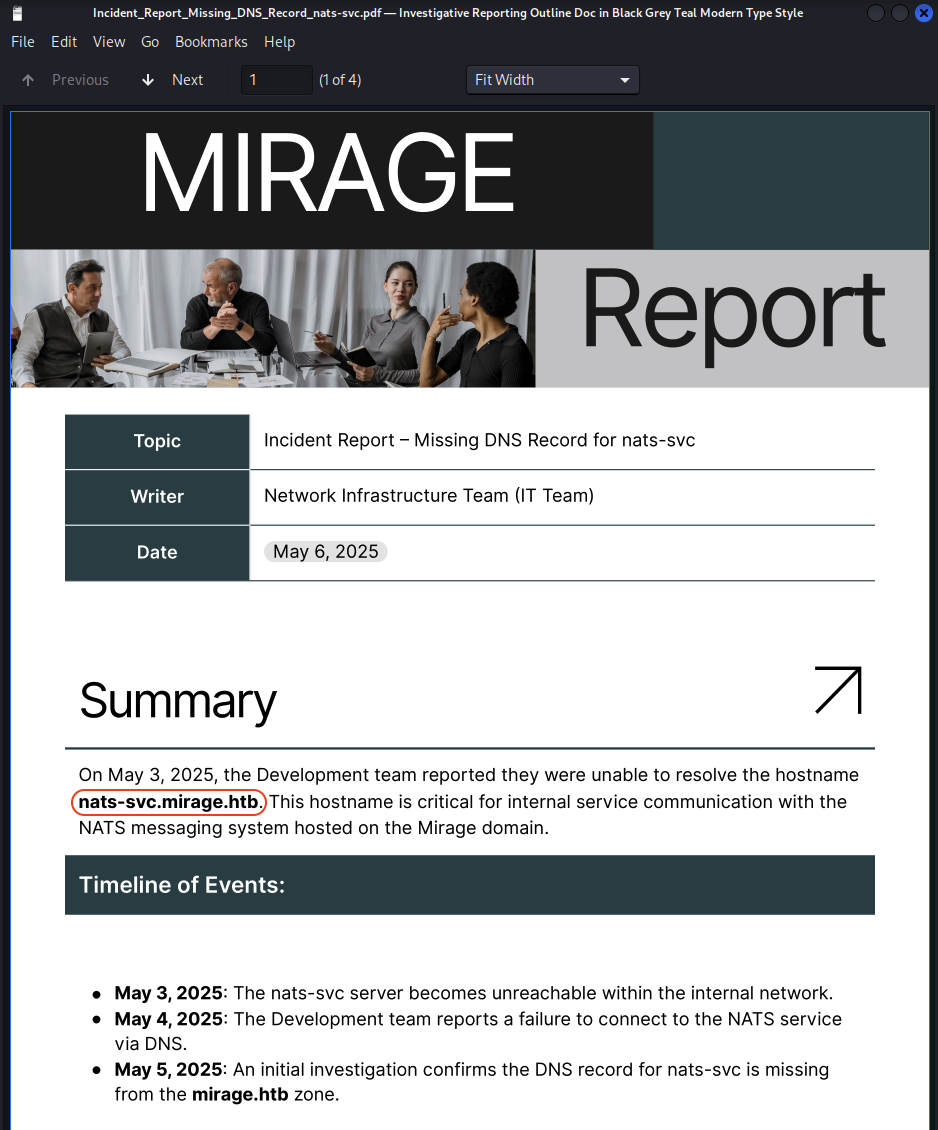 Incident_Report_Missing_DNS_Record_nats-svc.pdf — Investigative Reporting Outline Doc in Black Grey Teal Modern Type Style
File Edit View Go Bookmarks Help
Previous Next 1 (1 of 4) Fit Width
MIRAGE
Report
Topic Incident Report – Missing DNS Record for nats-svc
Writer Network Infrastructure Team (IT Team)
Date May 6, 2025
Summary
On May 3, 2025, the Development team reported they were unable to resolve the hostname
nats-svc.mirage.htb. This hostname is critical for internal service communication with the
NATS messaging system hosted on the Mirage domain.
Timeline of Events:
● May 3, 2025: The nats-svc server becomes unreachable within the internal network.
● May 4, 2025: The Development team reports a failure to connect to the NATS service
via DNS.
● May 5, 2025: An initial investigation confirms the DNS record for nats-svc is missing
from the mirage.htb zone.